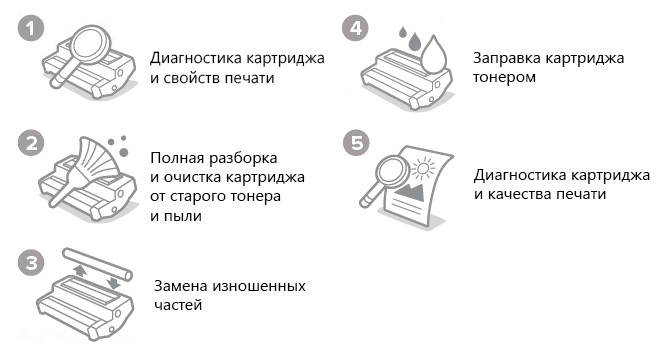 1
Диагностика картриджа
и свойств печати
2
Полная разборка
и очистка картриджа
от старого тонера
и пыли
3
Замена изношенных
частей
4
Заправка картриджа
тонером
5
Диагностика картриджа
и качества печати